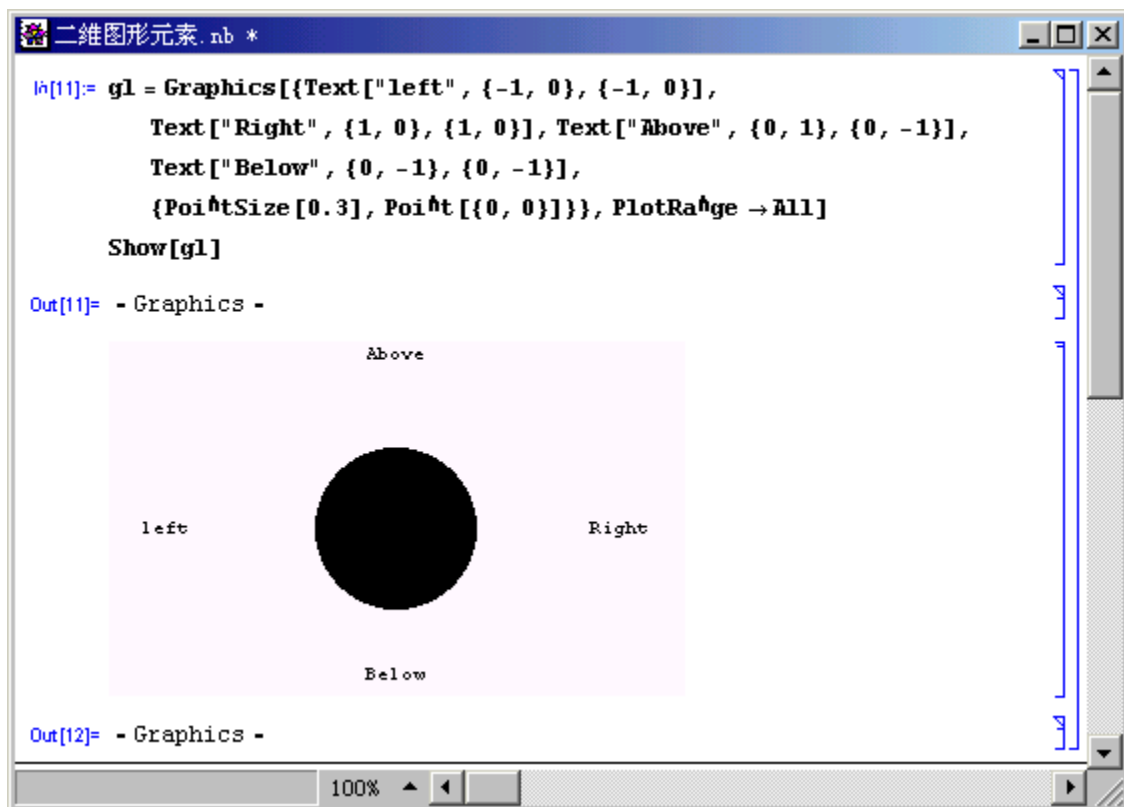 二維图形元素.nb *
In[11]:= gl = Graphics[{Text["left", {-1, 0}, {-1, 0}],
Text["Right", {1, 0}, {1, 0}], Text["Above", {0, 1}, {0, -1}],
Text["Below", {0, -1}, {0, -1}],
{PointSize[0.3], Point[{0, 0}]}}, PlotRange → All]
Show[gl]
Out[11]= - Graphics -
Above
left
Right
Below
Out[12]= - Graphics -
100%